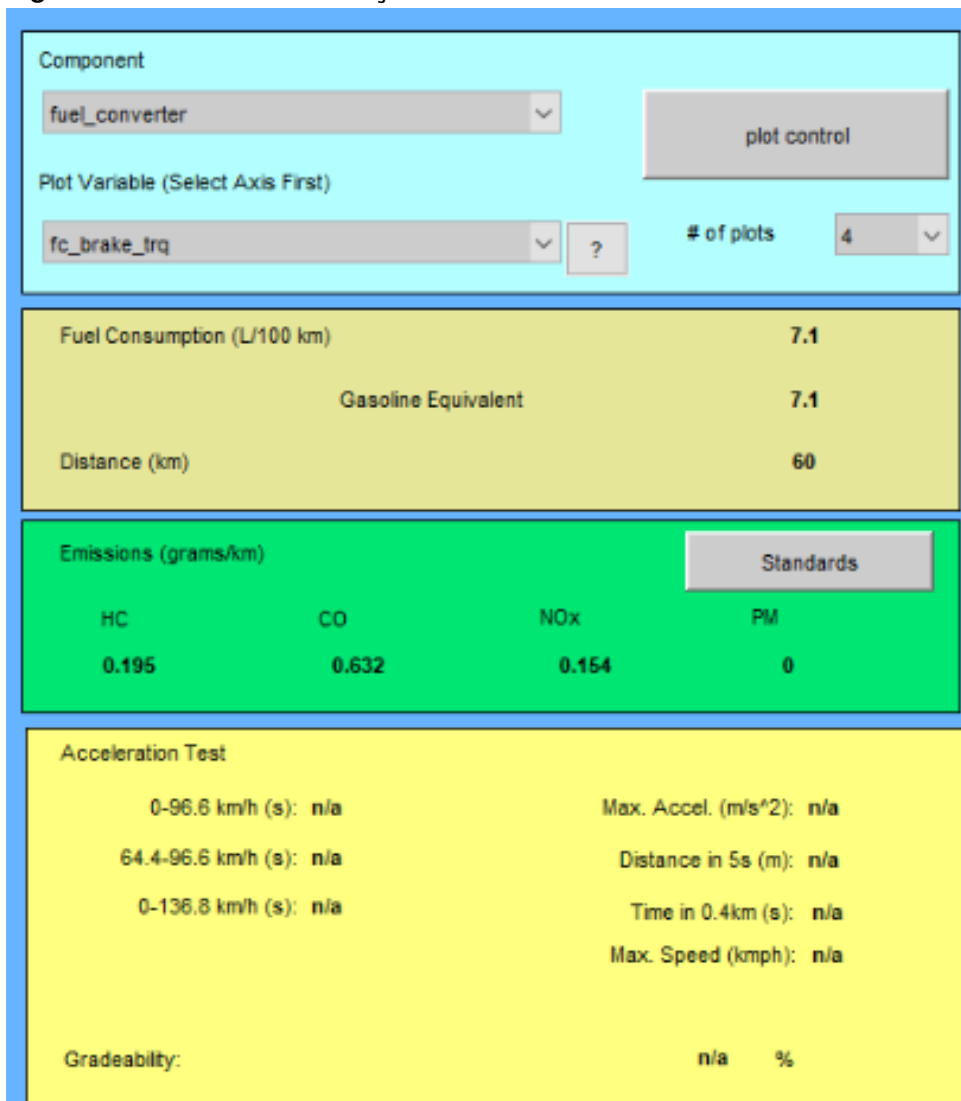 Component
fuel_converter
plot control
Plot Variable (Select Axis First)
fc_brake_trq
?
# of plots
4
Fuel Consumption (L/100 km) 7.1
Gasoline Equivalent 7.1
Distance (km) 60
Emissions (grams/km)
Standards
HC CO NOx PM
0.195 0.632 0.154 0
Acceleration Test
0-96.6 km/h (s): n/a Max. Accel. (m/s^2): n/a
64.4-96.6 km/h (s): n/a Distance in 5s (m): n/a
0-136.8 km/h (s): n/a Time in 0.4km (s): n/a
Max. Speed (kmph): n/a
Gradeability: n/a %